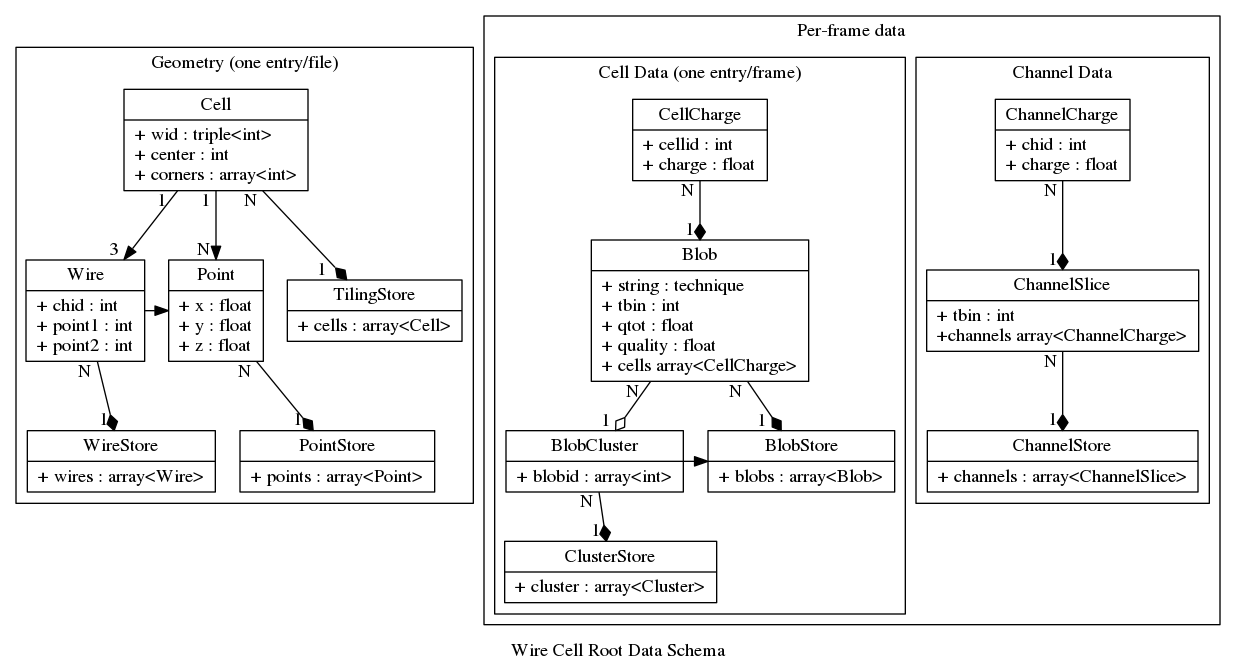 Geometry (one entry/file)
Cell
+ wid : triple<int>
+ center : int
+ corners : array<int>
1
1
N
3
N
1
Wire
+ chid : int
+ point1 : int
+ point2 : int
Point
+ x : float
+ y : float
+ z : float
TilingStore
+ cells : array<Cell>
N
N
1
1
WireStore
+ wires : array<Wire>
PointStore
+ points : array<Point>
Per-frame data
Cell Data (one entry/frame)
CellCharge
+ cellid : int
+ charge : float
N
1
Blob
+ string : technique
+ tbin : int
+ qtot : float
+ quality : float
+ cells array<CellCharge>
N
N
1
1
BlobCluster
+ blobid : array<int>
BlobStore
+ blobs : array<Blob>
N
1
ClusterStore
+ cluster : array<Cluster>
Channel Data
ChannelCharge
+ chid : int
+ charge : float
N
1
ChannelSlice
+ tbin : int
+channels array<ChannelCharge>
N
1
ChannelStore
+ channels : array<ChannelSlice>
Wire Cell Root Data Schema